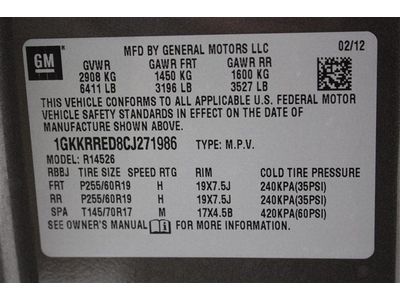 GM
MFD BY GENERAL MOTORS LLC 02/12
GVWR GAWR FRT GAWR RR
2908 KG 1450 KG 1600 KG
6411 LB 3196 LB 3527 LB
THIS VEHICLE CONFORMS TO ALL APPLICABLE U.S. FEDERAL MOTOR
VEHICLE SAFETY STANDARDS IN EFFECT ON THE DATE OF
MANUFACTURE SHOWN ABOVE.
1GKKRRED8CJ271986 TYPE: M.P.V.
MODEL: R14526
RBBJ TIRE SIZE SPEED RTG RIM COLD TIRE PRESSURE
FRT P255/60R19 H 19X7.5J 240KPA(35PSI)
RR P255/60R19 H 19X7.5J 240KPA(35PSI)
SPA T145/70R17 M 17X4.5B 420KPA(60PSI)
SEE OWNER'S MANUAL FOR MORE INFORMATION.